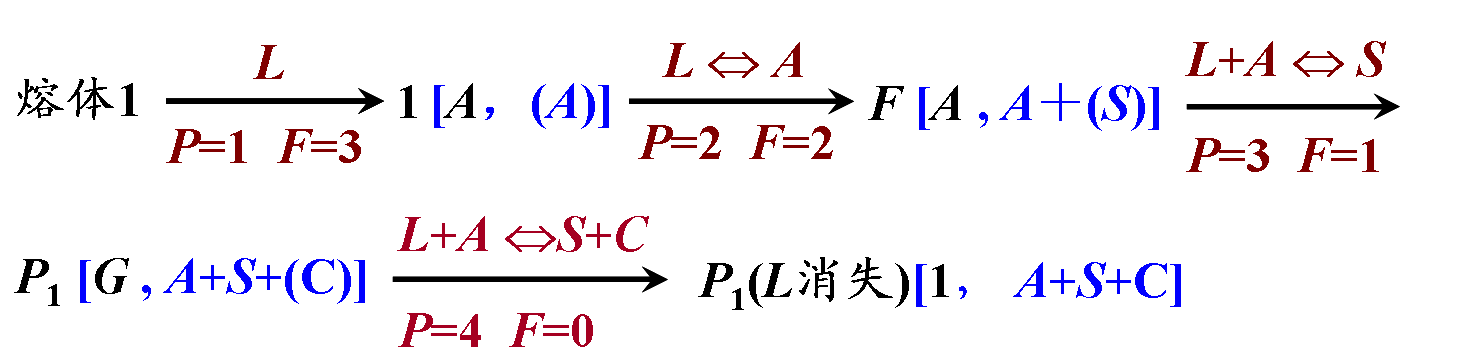 L L ⇔ A L+A ⇔ S
熔体1 1 [A，(A)] F [A , A＋(S)]
P=1 F=3 P=2 F=2 P=3 F=1
L+A ⇔S+C
P1 [G , A+S+(C)] P1(L消失)[1， A+S+C]
P=4 F=0